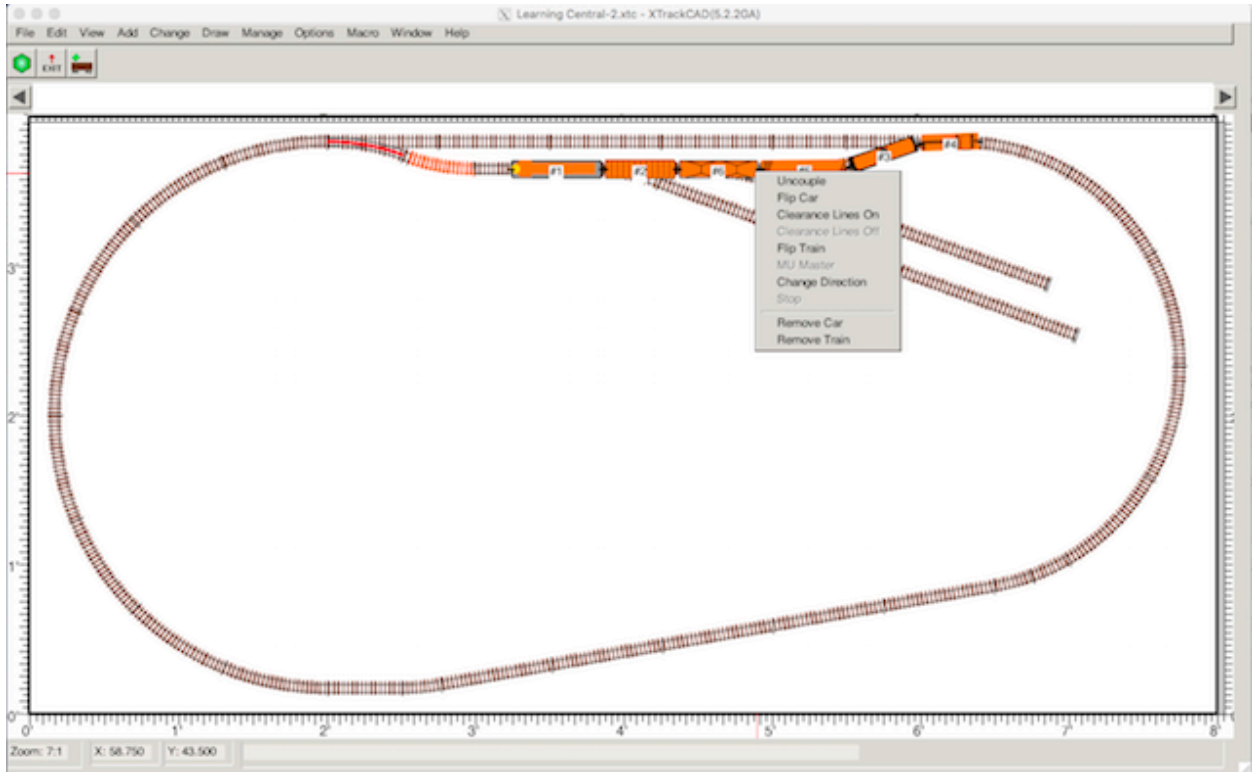 Learning Central-2.xtc - XTrackCAD(5.2.2GA)
File Edit View Add Change Draw Manage Options Macro Window Help
EXIT
#1 #2 #6 #5 #3 #4
Uncouple
Flip Car
Clearance Lines On
Clearance Lines Off
Flip Train
MU Master
Change Direction
Stop
Remove Car
Remove Train
3'
2'
1'
0'
0' 1' 2' 3' 4' 5' 6' 7' 8'
Zoom: 7:1 X: 58.750 Y: 43.500